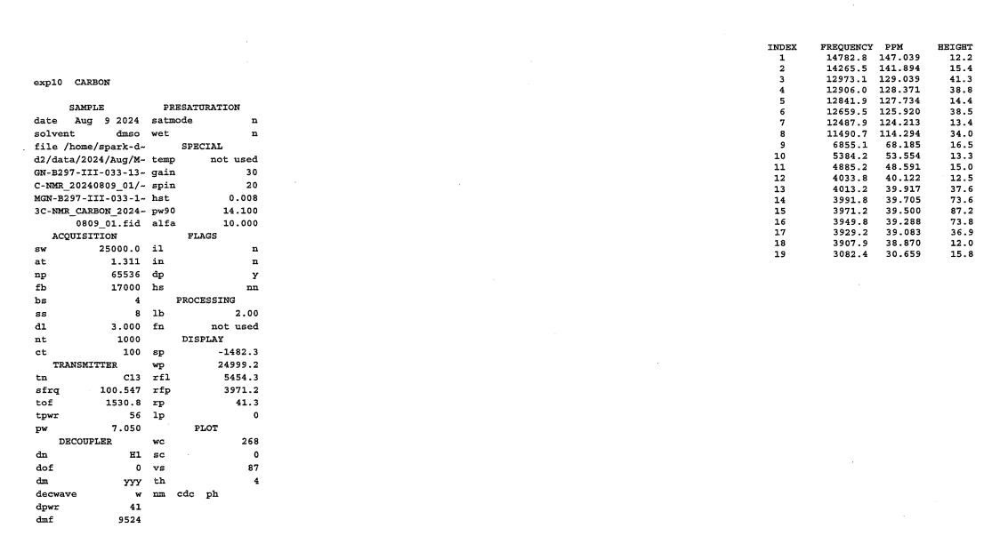 exp10 CARBON
SAMPLE PRESATURATION
date Aug 9 2024 satmode n
solvent dmso wet n
file /home/spark-d~ SPECIAL
d2/data/2024/Aug/M~ temp not used
GN-B297-III-033-13~ gain 30
C-NMR_20240809_01/~ spin 20
MGN-B297-III-033-1~ hst 0.008
3C-NMR_CARBON_2024~ pw90 14.100
0809_01.fid alfa 10.000
ACQUISITION FLAGS
sw 25000.0 il n
at 1.311 in n
np 65536 dp y
fb 17000 hs nn
bs 4 PROCESSING
ss 8 lb 2.00
d1 3.000 fn not used
nt 1000 DISPLAY
ct 100 sp -1482.3
TRANSMITTER wp 24999.2
tn C13 rfl 5454.3
sfrq 100.547 rfp 3971.2
tof 1530.8 rp 41.3
tpwr 56 lp 0
pw 7.050 PLOT
DECOUPLER wc 268
dn H1 sc 0
dof 0 vs 87
dm yyy th 4
decwave w nm cdc ph
dpwr 41
dmf 9524
INDEX FREQUENCY PPM HEIGHT
1 14782.8 147.039 12.2
2 14265.5 141.894 15.4
3 12973.1 129.039 41.3
4 12906.0 128.371 38.8
5 12841.9 127.734 14.4
6 12659.5 125.920 38.5
7 12487.9 124.213 13.4
8 11490.7 114.294 34.0
9 6855.1 68.185 16.5
10 5384.2 53.554 13.3
11 4885.2 48.591 15.0
12 4033.8 40.122 12.5
13 4013.2 39.917 37.6
14 3991.8 39.705 73.6
15 3971.2 39.500 87.2
16 3949.8 39.288 73.8
17 3929.2 39.083 36.9
18 3907.9 38.870 12.0
19 3082.4 30.659 15.8